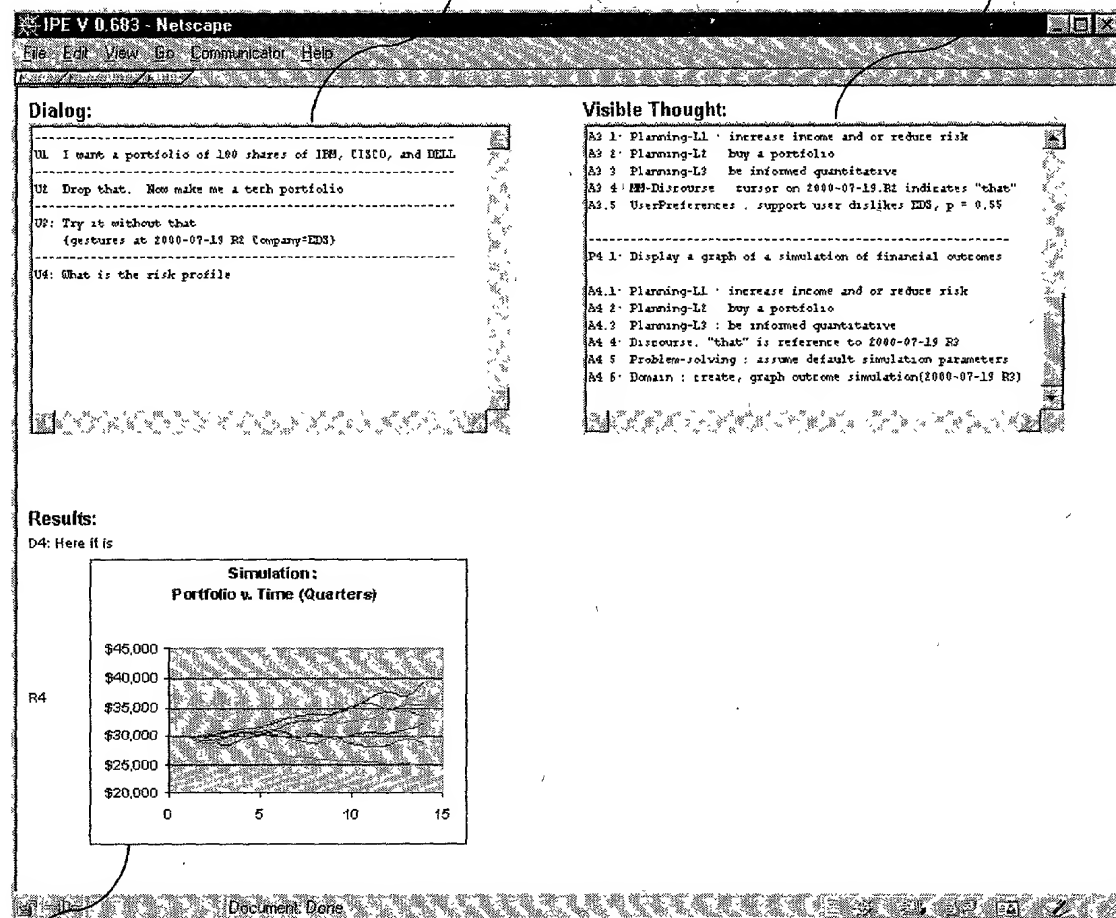 IPE V 0.683 - Netscape
File Edit View Go Communicator Help
Dialog:
U1 I want a portfolio of 100 shares of IBM, CISCO, and DELL
U2 Drop that. Now make me a tech portfolio
U3: Try it without that
{gestures at 2000-07-19 R2 Company=EDS}
U4: What is the risk profile
Visible Thought:
A3 1· Planning-L1 · increase income and or reduce risk
A3 2· Planning-L2 buy a portfolio
A3 3 Planning-L3 be informed quantitative
A3 4 MM-Discourse cursor on 2000-07-19.R2 indicates "that"
A3.5 UserPreferences . support user dislikes EDS, p = 0.55
P4 1· Display a graph of a simulation of financial outcomes
A4.1· Planning-L1 · increase income and or reduce risk
A4 2· Planning-L2 buy a portfolio
A4.3 Planning-L3 : be informed quantitative
A4 4· Discourse. "that" is reference to 2000-07-19 R3
A4 5 Problem-solving : assume default simulation parameters
A4 6· Domain : create, graph outcome simulation(2000-07-19 R3)
Results:
D4: Here it is
R4
Simulation:
Portfolio v. Time (Quarters)
$45,000
$40,000
$35,000
$30,000
$25,000
$20,000
0 5 10 15
Document: Done